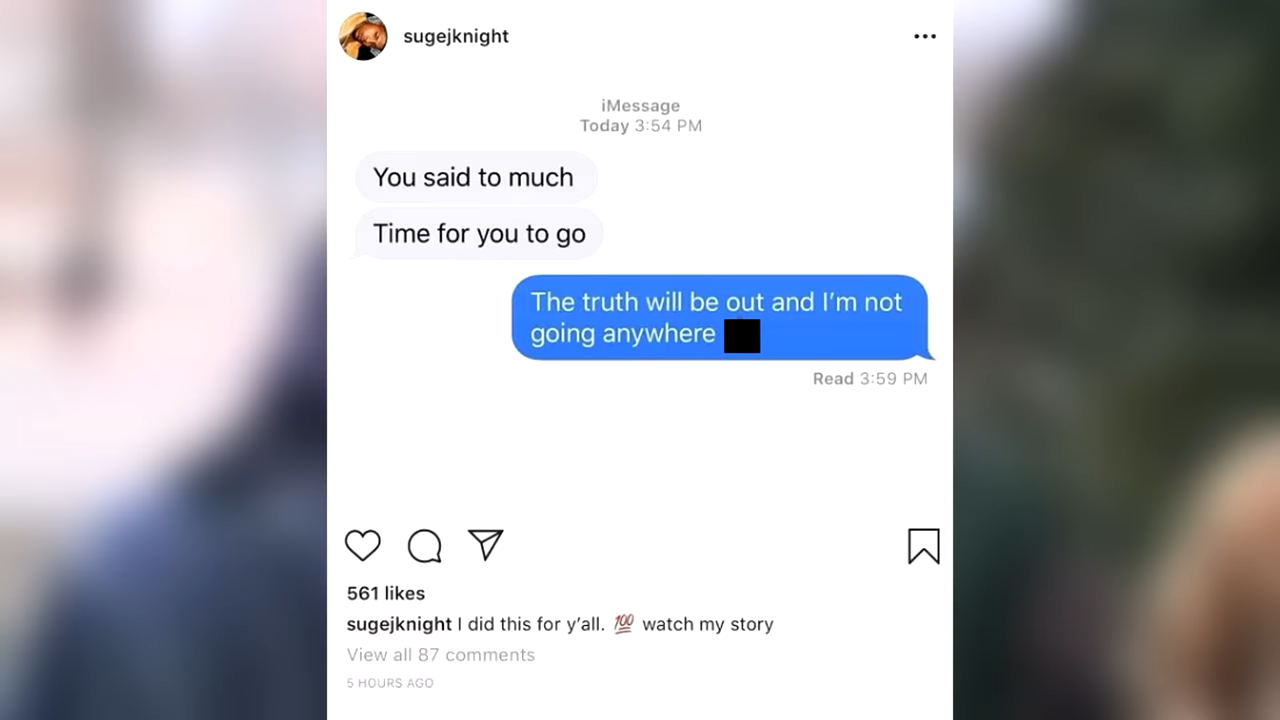 sugejknight
iMessage
Today 3:54 PM
You said to much
Time for you to go
The truth will be out and I'm not
going anywhere
Read 3:59 PM
561 likes
sugejknight I did this for y'all. 💯 watch my story
View all 87 comments
5 HOURS AGO